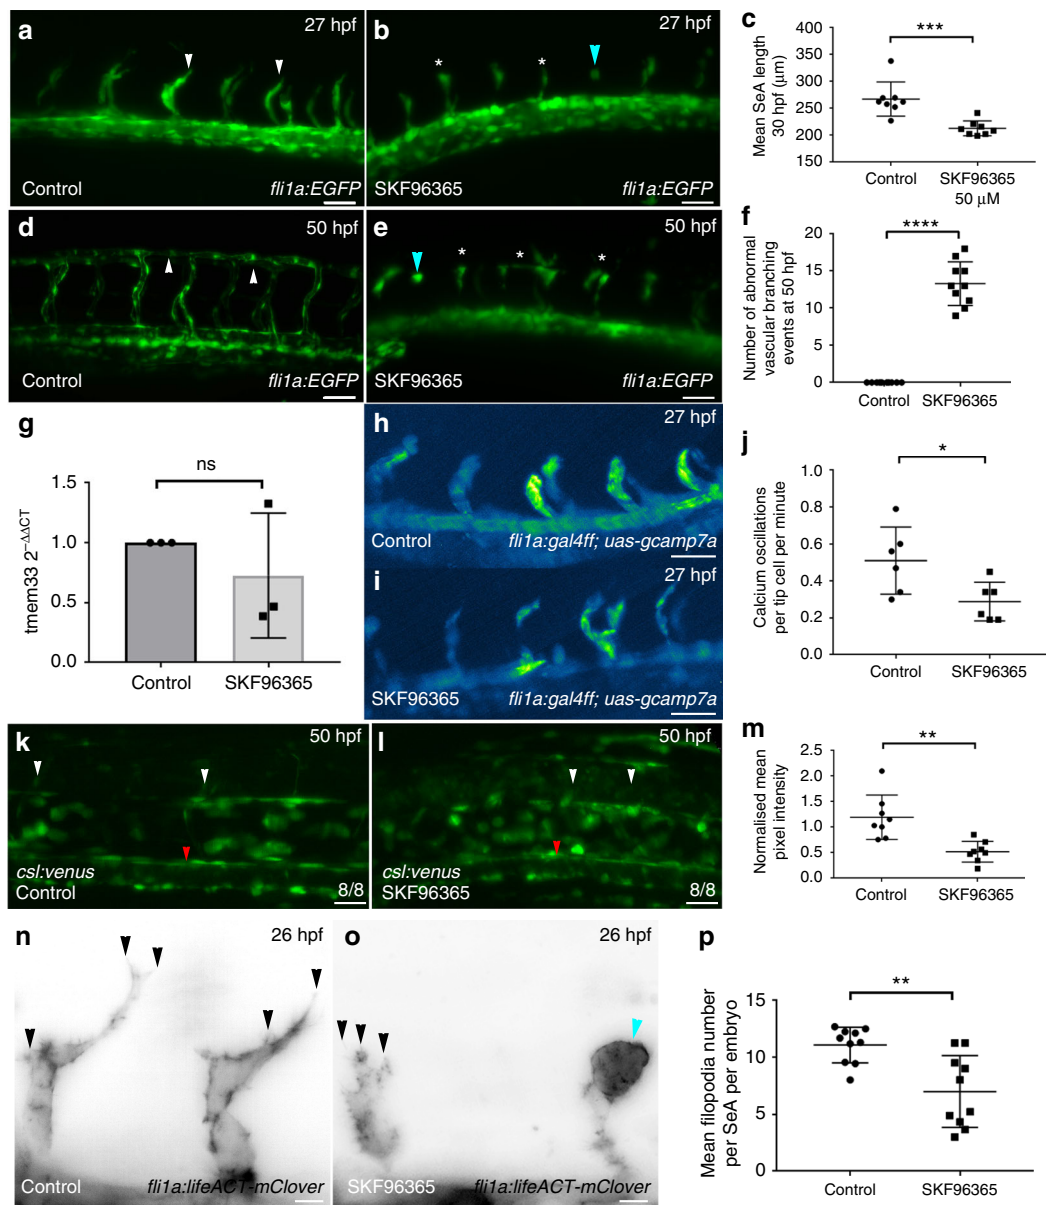 a
27 hpf
Control
fli1a:EGFP
b
27 hpf
*
*
SKF96365
fli1a:EGFP
c
***
Mean SeA length
30 hpf (μm)
400
350
300
250
200
150
Control
SKF96365
50 μM
d
50 hpf
Control
fli1a:EGFP
e
50 hpf
*
*
*
SKF96365
fli1a:EGFP
f
****
Number of abnormal
vascular branching
events at 50 hpf
20
15
10
5
0
Control
SKF96365
g
ns
tmem33 2−ΔΔCT
1.5
1.0
0.5
0.0
Control
SKF96365
h
27 hpf
Control
fli1a:gal4ff; uas-gcamp7a
i
27 hpf
SKF96365
fli1a:gal4ff; uas-gcamp7a
j
*
Calcium oscillations
per tip cell per minute
1.0
0.8
0.6
0.4
0.2
0.0
Control
SKF96365
k
50 hpf
csl:venus
Control
8/8
l
50 hpf
csl:venus
SKF96365
8/8
m
**
Normalised mean
pixel intensity
2.5
2.0
1.5
1.0
0.5
0.0
Control
SKF96365
n
26 hpf
Control
fli1a:lifeACT-mClover
o
26 hpf
SKF96365
fli1a:lifeACT-mClover
p
**
Mean filopodia number
per SeA per embryo
15
10
5
0
Control
SKF96365